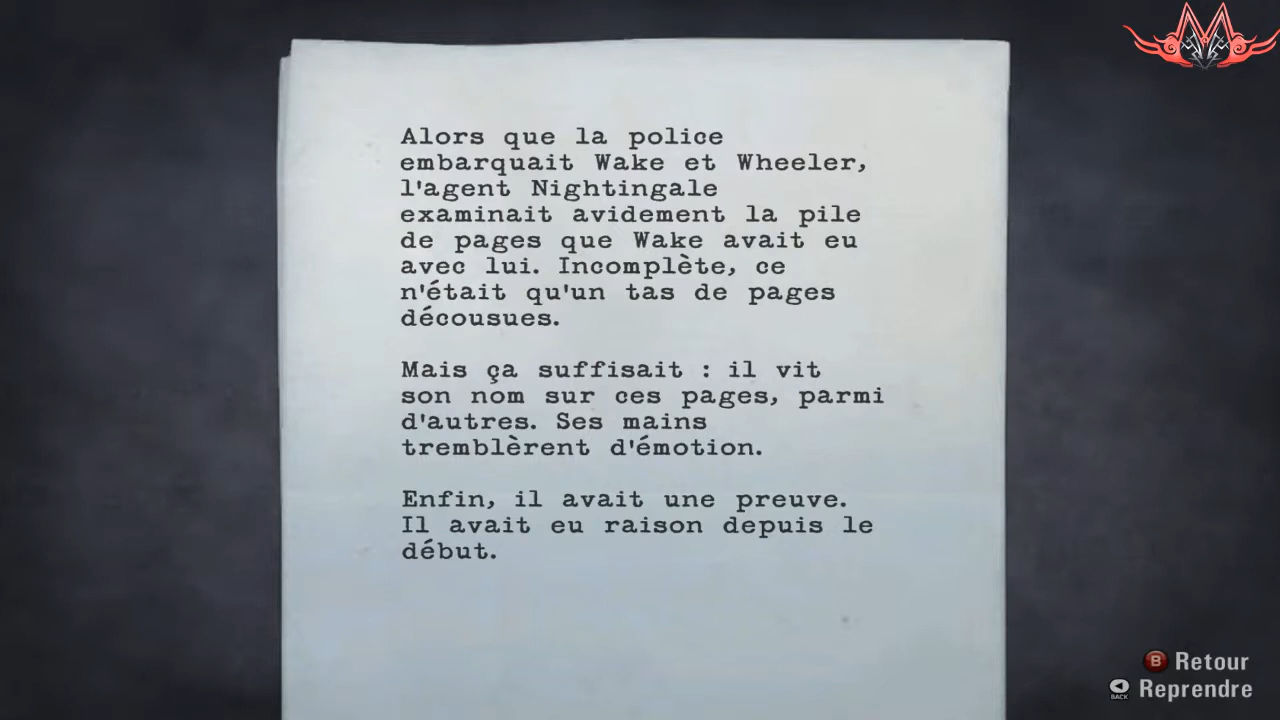 Alors que la police
embarquait Wake et Wheeler,
l'agent Nightingale
examinait avidement la pile
de pages que Wake avait eu
avec lui. Incomplète, ce
n'était qu'un tas de pages
décousues.
Mais ça suffisait : il vit
son nom sur ces pages, parmi
d'autres. Ses mains
tremblèrent d'émotion.
Enfin, il avait une preuve.
Il avait eu raison depuis le
début.
B Retour
BACK Reprendre